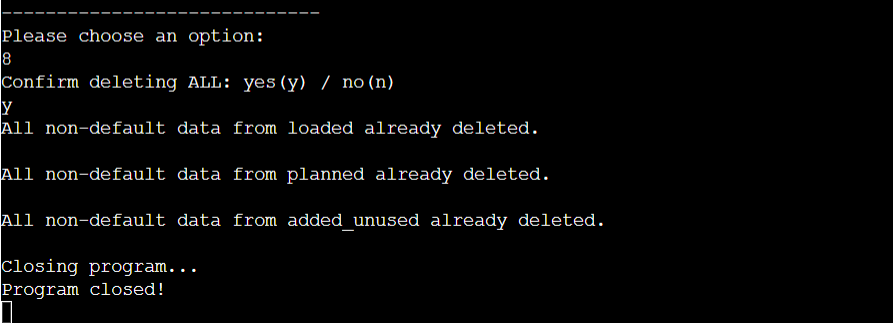 -----------------------------
Please choose an option:
8
Confirm deleting ALL: yes(y) / no(n)
y
All non-default data from loaded already deleted.
All non-default data from planned already deleted.
All non-default data from added_unused already deleted.
Closing program...
Program closed!